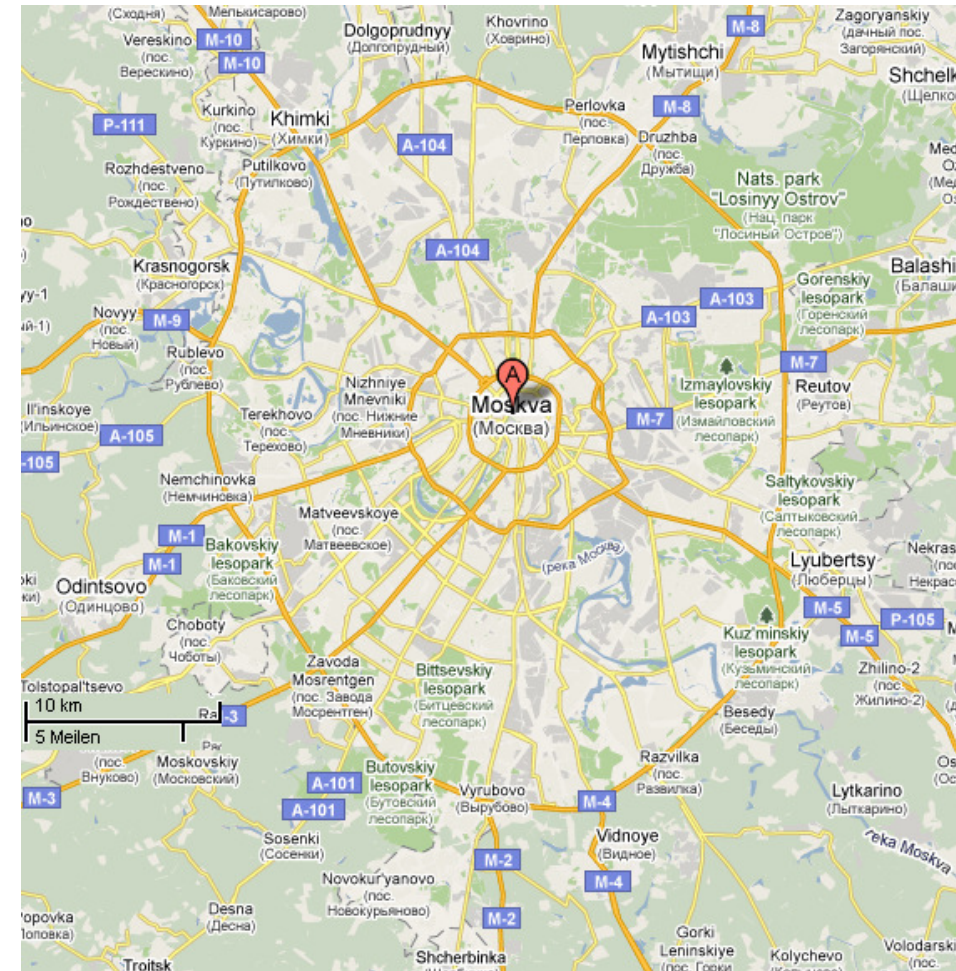 (Сходня)
Мелькисарово)
Vereskino
(пос.
Верескино)
M-10
M-10
Dolgoprudnyy
(Долгопрудный)
Khovrino
(Ховрино)
M-8
Zagoryanskiy
(дачный пос.
Загорянский)
Mytishchi
(Мытищи)
Shchelk
(Щелко
Kurkino
(пос.
Куркино)
Khimki
(Химки)
P-111
A-104
Perlovka
(пос.
Перловка)
M-8
Druzhba
(пос.
Дружба)
Rozhdestveno
(пос.
Рождествено)
Putilkovo
(Путилково)
Nats. park
"Losinyy Ostrov"
(Нац. парк
"Лосиный Остров")
A-104
Krasnogorsk
(Красногорск)
Gorenskiy
lesopark
(Горенский
лесопарк)
Balashi
(Балаши
Novyy
(пос.
Новый)
M-9
A-103
A-103
Rublevo
(пос.
Рублево)
M-7
Nizhniye
Mnevniki
(пос. Нижние
Мневники)
A
Moskva
(Москва)
Izmaylovskiy
lesopark
(Измайловский
лесопарк)
Reutov
(Реутов)
M-7
Il'inskoye
(Ильинское)
A-105
-105
Terekhovo
(пос.
Терехово)
Nemchinovka
(Немчиновка)
Saltykovskiy
lesopark
(Салтыковский
лесопарк)
Matveevskoye
(пос.
Матвеевское)
M-1
M-1
Bakovskiy
lesopark
(Баковский
лесопарк)
(река Москва)
Lyubertsy
(Люберцы)
Nekras
(пос
Некрас
Odintsovo
(Одинцово)
M-5
M-5
P-105
Choboty
(пос.
Чоботы)
Kuz'minskiy
lesopark
(Кузьминский
лесопарк)
Zhilino-2
(пос.
Жилино-2)
Zavoda
Mosrentgen
(пос. Завода
Мосрентген)
Bittsevskiy
lesopark
(Битцевский
лесопарк)
Tolstopal'tsevo
10 km
5 Meilen
-3
Besedy
(Беседы)
(пос.
Внуково)
Moskovskiy
(Московский)
M-3
A-101
A-101
Butovskiy
lesopark
(Бутовский
лесопарк)
Vyrubovo
(Вырубово)
Razvilka
(пос.
Развилка)
M-4
Lytkarino
(Лыткарино)
reka Moskva
Sosenki
(Сосенки)
Vidnoye
(Видное)
M-2
M-4
Novokur'yanovo
(пос.
Новокурьяново)
M-2
Desna
(Десна)
Popovka
Поповка)
Troitsk
Shcherbinka
Gorki
Leninskiye
(пос. Горки
Kolychevo
Volodarski
(пос.